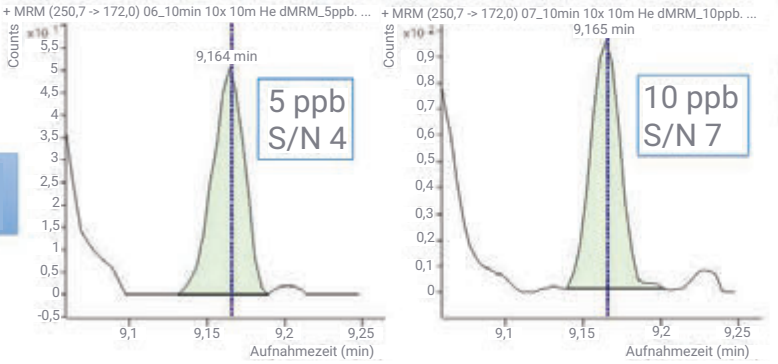 + MRM (250,7 -> 172,0) 06_10min 10x 10m He dMRM_5ppb. ...
Counts
5,5
5
4,5
4
3,5
3
2,5
2
1,5
1
0,5
0
-0,5
9,164 min
5 ppb
S/N 4
9,1
9,15
9,2
9,25
Aufnahmezeit (min)
+ MRM (250,7 -> 172,0) 07_10min 10x 10m He dMRM_10ppb. ...
Counts
0,9
0,8
0,7
0,6
0,5
0,4
0,3
0,2
0,1
0
9,165 min
10 ppb
S/N 7
9,1
9,15
9,2
9,25
Aufnahmezeit (min)